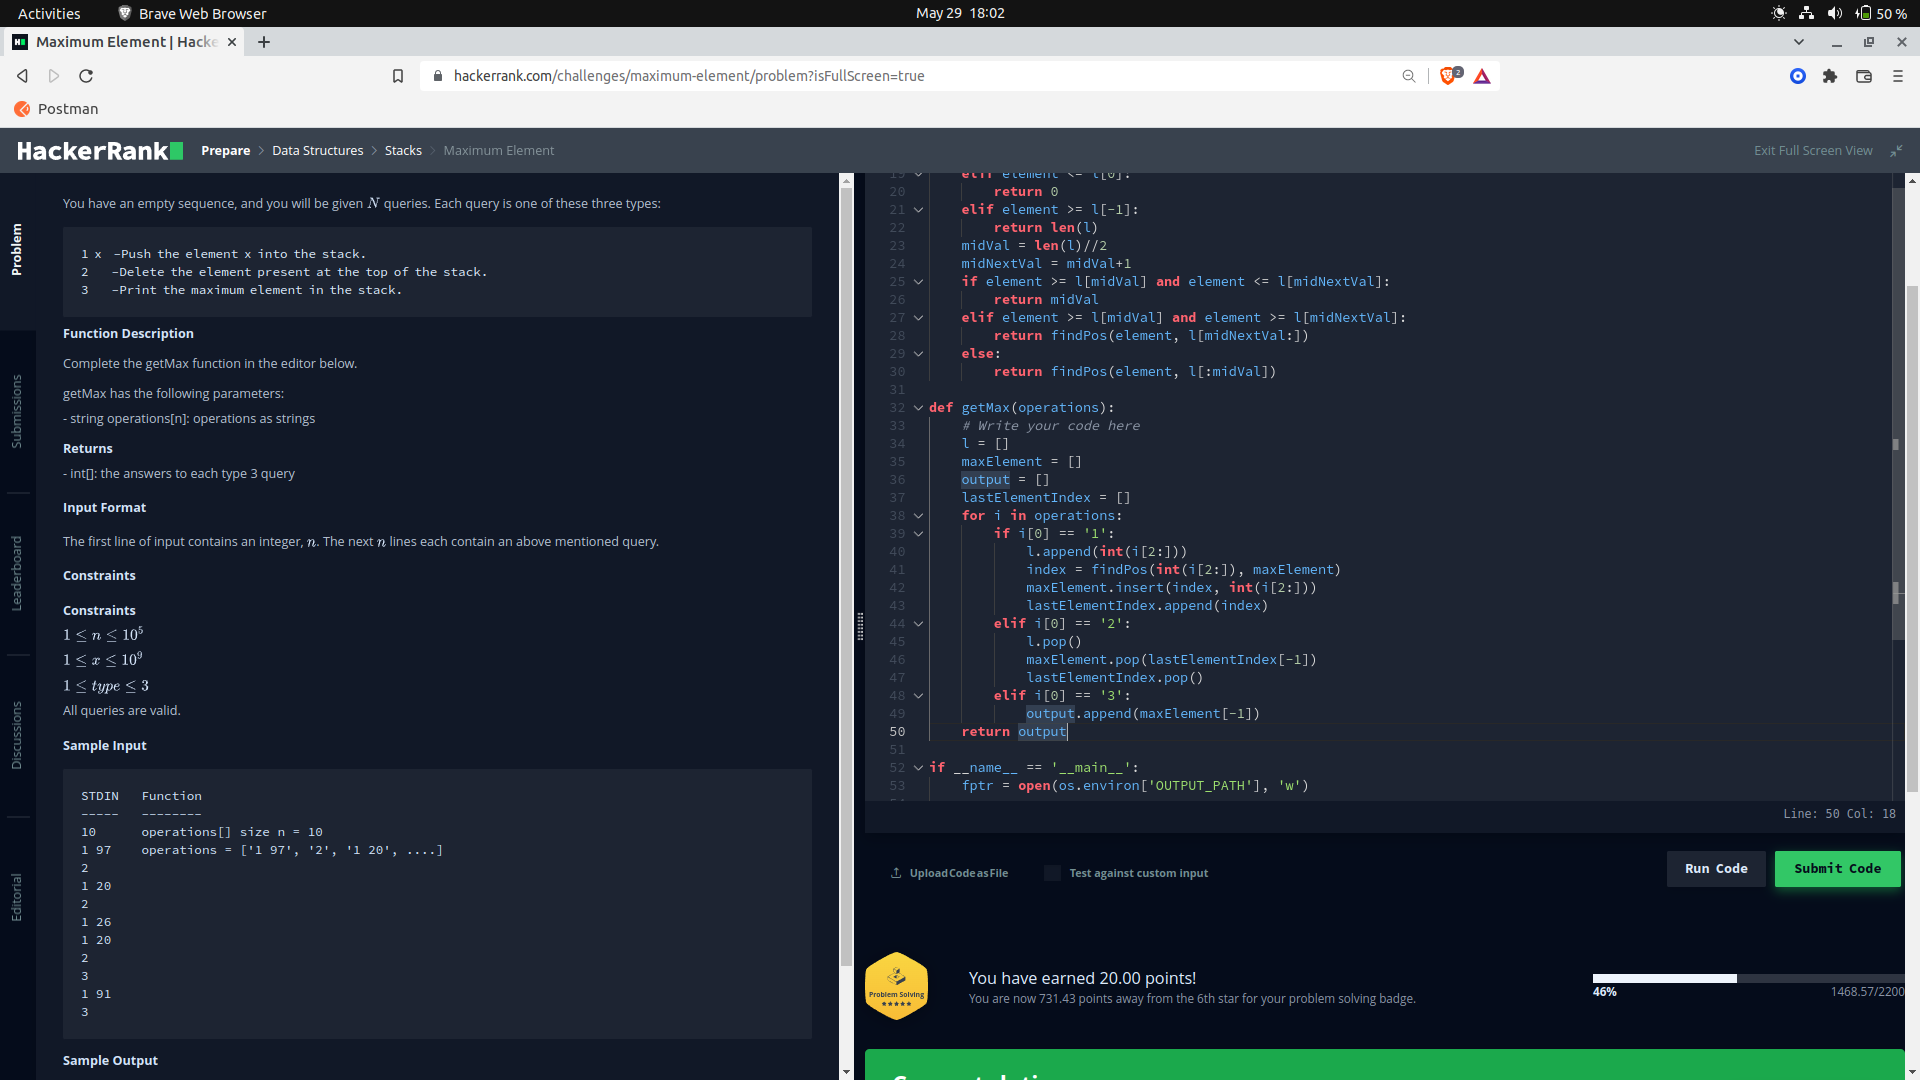 Activities
Brave Web Browser
May 29 18:02
50 %
Maximum Element | Hacke
hackerrank.com/challenges/maximum-element/problem?isFullScreen=true
2
Postman
HackerRank
Prepare > Data Structures > Stacks > Maximum Element
Exit Full Screen View
Problem
Submissions
Leaderboard
Discussions
Editorial
You have an empty sequence, and you will be given N queries. Each query is one of these three types:
1 x  -Push the element x into the stack.
2    -Delete the element present at the top of the stack.
3    -Print the maximum element in the stack.
Function Description
Complete the getMax function in the editor below.
getMax has the following parameters:
- string operations[n]: operations as strings
Returns
- int[]: the answers to each type 3 query
Input Format
The first line of input contains an integer, n. The next n lines each contain an above mentioned query.
Constraints
Constraints
1 ≤ n ≤ 10⁵
1 ≤ x ≤ 10⁹
1 ≤ type ≤ 3
All queries are valid.
Sample Input
STDIN   Function
-----   --------
10      operations[] size n = 10
1 97    operations = ['1 97', '2', '1 20', ....]
2
1 20
2
1 26
1 20
2
3
1 91
3
Sample Output
19     elif element <= l[0]:
20         return 0
21     elif element >= l[-1]:
22         return len(l)
23     midVal = len(l)//2
24     midNextVal = midVal+1
25     if element >= l[midVal] and element <= l[midNextVal]:
26         return midVal
27     elif element >= l[midVal] and element >= l[midNextVal]:
28         return findPos(element, l[midNextVal:])
29     else:
30         return findPos(element, l[:midVal])
31
32 def getMax(operations):
33     # Write your code here
34     l = []
35     maxElement = []
36     output = []
37     lastElementIndex = []
38     for i in operations:
39         if i[0] == '1':
40             l.append(int(i[2:]))
41             index = findPos(int(i[2:]), maxElement)
42             maxElement.insert(index, int(i[2:]))
43             lastElementIndex.append(index)
44         elif i[0] == '2':
45             l.pop()
46             maxElement.pop(lastElementIndex[-1])
47             lastElementIndex.pop()
48         elif i[0] == '3':
49             output.append(maxElement[-1])
50     return output
51
52 if __name__ == '__main__':
53     fptr = open(os.environ['OUTPUT_PATH'], 'w')
Line: 50 Col: 18
Upload Code as File
Test against custom input
Run Code
Submit Code
Problem Solving
You have earned 20.00 points!
You are now 731.43 points away from the 6th star for your problem solving badge.
46%
1468.57/2200